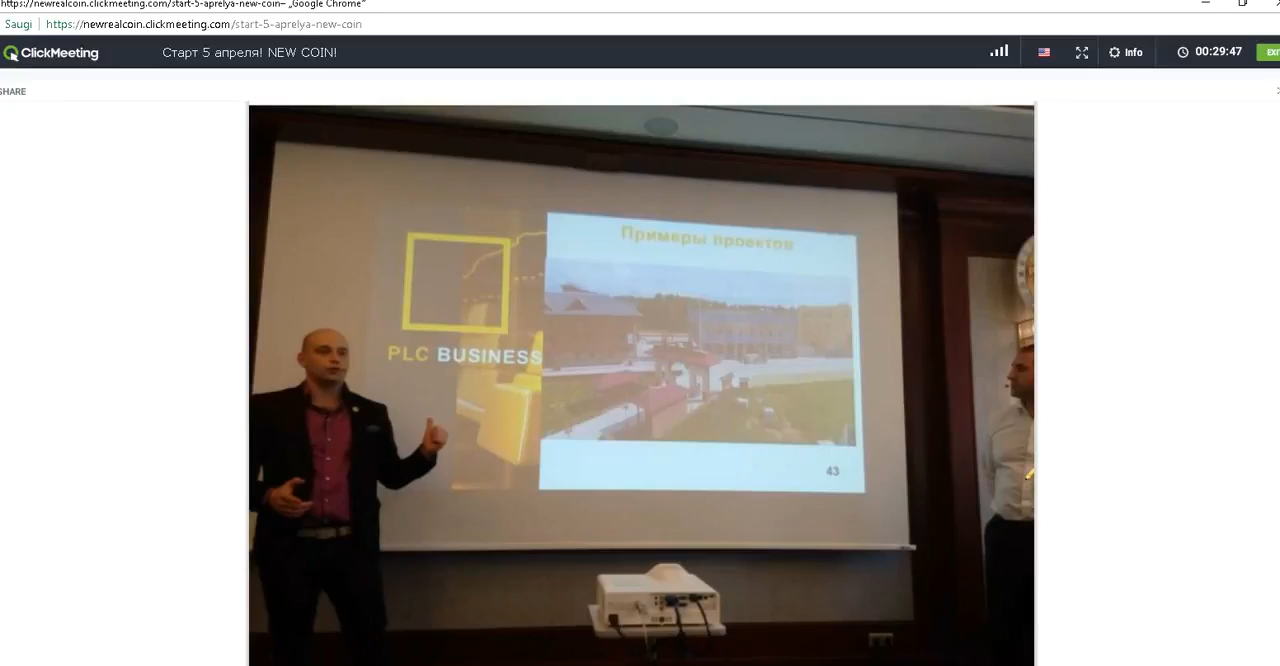 https://newrealcoin.clickmeeting.com/start-5-aprelya-new-coin– „Google Chrome“
Saugi
https://newrealcoin.clickmeeting.com/start-5-aprelya-new-coin
ClickMeeting
Старт 5 апреля! NEW COIN!
Info
00:29:47
SHARE
Примеры проектов
PLC BUSINESS
43